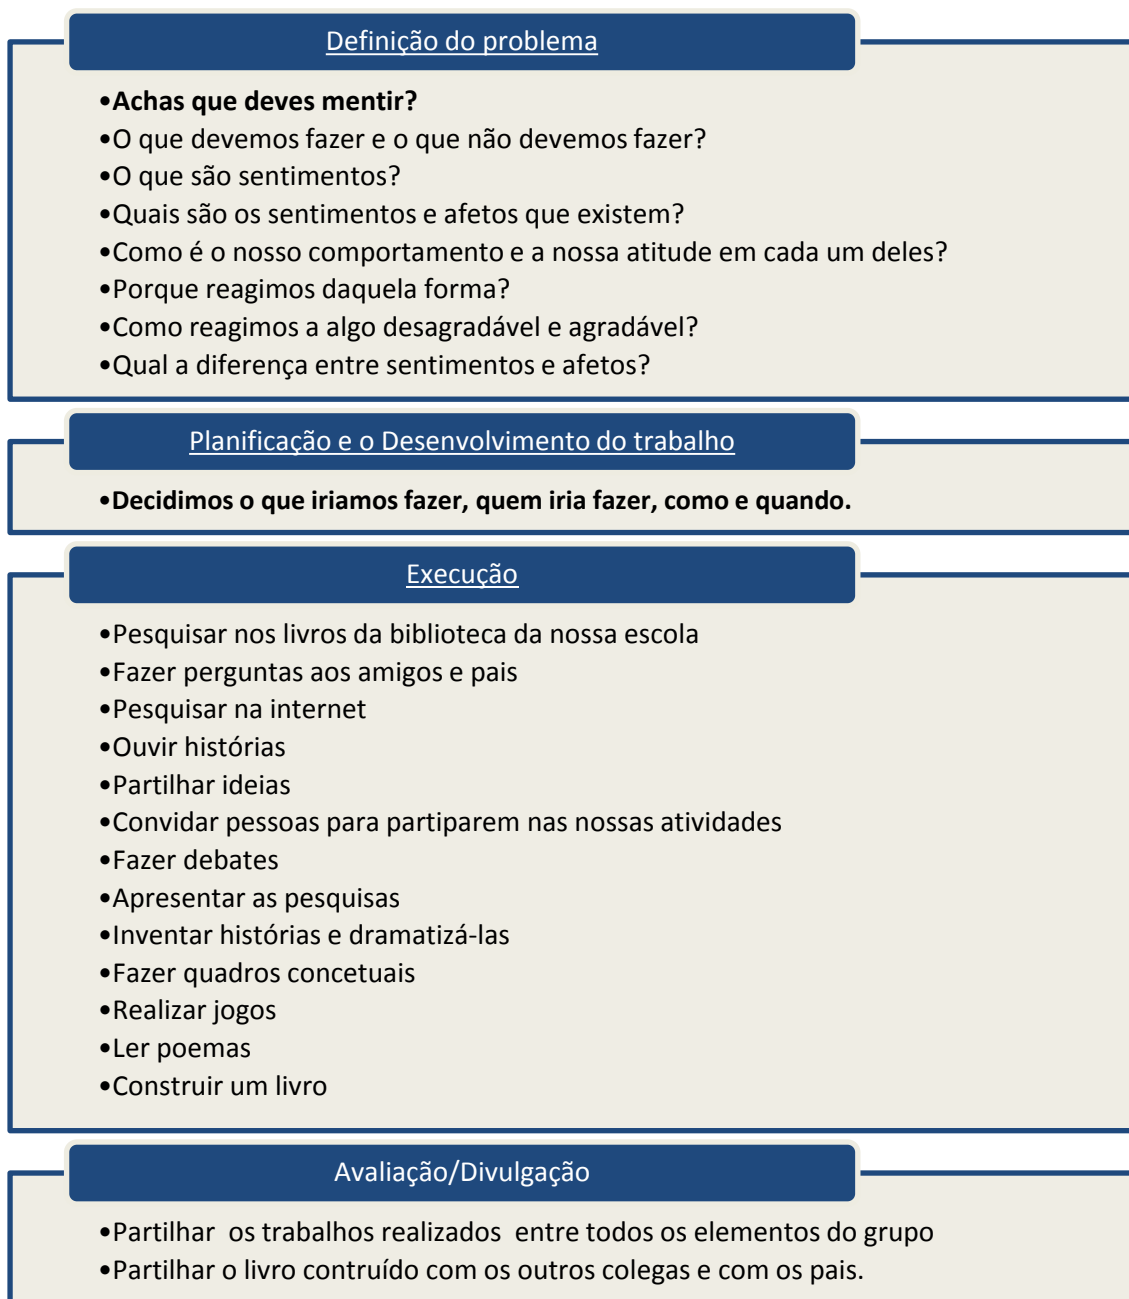 Definição do problema
•Achas que deves mentir?
•O que devemos fazer e o que não devemos fazer?
•O que são sentimentos?
•Quais são os sentimentos e afetos que existem?
•Como é o nosso comportamento e a nossa atitude em cada um deles?
•Porque reagimos daquela forma?
•Como reagimos a algo desagradável e agradável?
•Qual a diferença entre sentimentos e afetos?
Planificação e o Desenvolvimento do trabalho
•Decidimos o que iriamos fazer, quem iria fazer, como e quando.
Execução
•Pesquisar nos livros da biblioteca da nossa escola
•Fazer perguntas aos amigos e pais
•Pesquisar na internet
•Ouvir histórias
•Partilhar ideias
•Convidar pessoas para partiparem nas nossas atividades
•Fazer debates
•Apresentar as pesquisas
•Inventar histórias e dramatizá-las
•Fazer quadros concetuais
•Realizar jogos
•Ler poemas
•Construir um livro
Avaliação/Divulgação
•Partilhar os trabalhos realizados entre todos os elementos do grupo
•Partilhar o livro contruído com os outros colegas e com os pais.